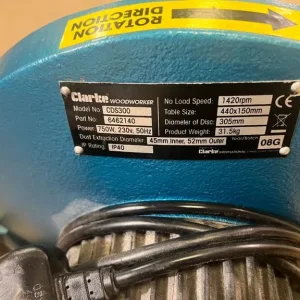 ROTATION
DIRECTION
Clarke WOODWORKER
Model No: CDS300
Part No: 6462140
Power: 750W, 230v, 50Hz
Dust Extraction Diameter: 45mm Inner, 52mm Outer
IP Rating: IP40
No Load Speed: 1420rpm
Table Size: 440x150mm
Diameter of Disc: 305mm
Product Weight: 31.5kg
Clarke
08G